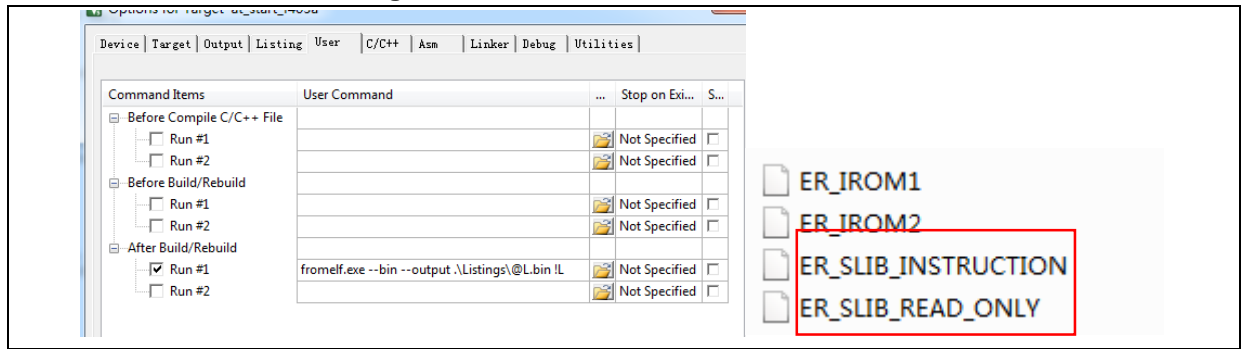 Options for Target 'at_start_f403a'
Device Target Output Listing User C/C++ Asm Linker Debug Utilities
Command Items User Command ... Stop on Exi... S...
Before Compile C/C++ File
Run #1 Not Specified
Run #2 Not Specified
Before Build/Rebuild
Run #1 Not Specified
Run #2 Not Specified
After Build/Rebuild
Run #1 fromelf.exe --bin --output .\Listings\@L.bin !L Not Specified
Run #2 Not Specified
ER_IROM1
ER_IROM2
ER_SLIB_INSTRUCTION
ER_SLIB_READ_ONLY